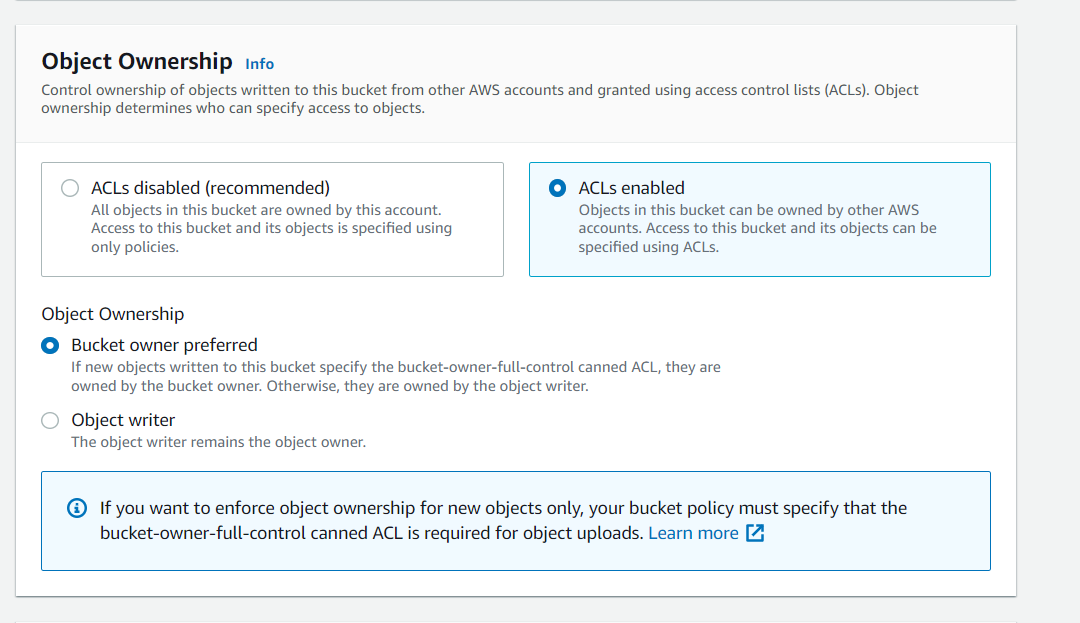 Object Ownership Info
Control ownership of objects written to this bucket from other AWS accounts and granted using access control lists (ACLs). Object
ownership determines who can specify access to objects.
ACLs disabled (recommended)
All objects in this bucket are owned by this account.
Access to this bucket and its objects is specified using
only policies.
ACLs enabled
Objects in this bucket can be owned by other AWS
accounts. Access to this bucket and its objects can be
specified using ACLs.
Object Ownership
Bucket owner preferred
If new objects written to this bucket specify the bucket-owner-full-control canned ACL, they are
owned by the bucket owner. Otherwise, they are owned by the object writer.
Object writer
The object writer remains the object owner.
If you want to enforce object ownership for new objects only, your bucket policy must specify that the
bucket-owner-full-control canned ACL is required for object uploads. Learn more